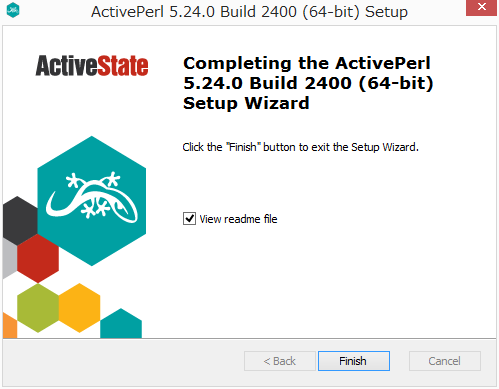 ActivePerl 5.24.0 Build 2400 (64-bit) Setup
ActiveState
Completing the ActivePerl
5.24.0 Build 2400 (64-bit)
Setup Wizard
Click the "Finish" button to exit the Setup Wizard.
View readme file
< Back
Finish
Cancel